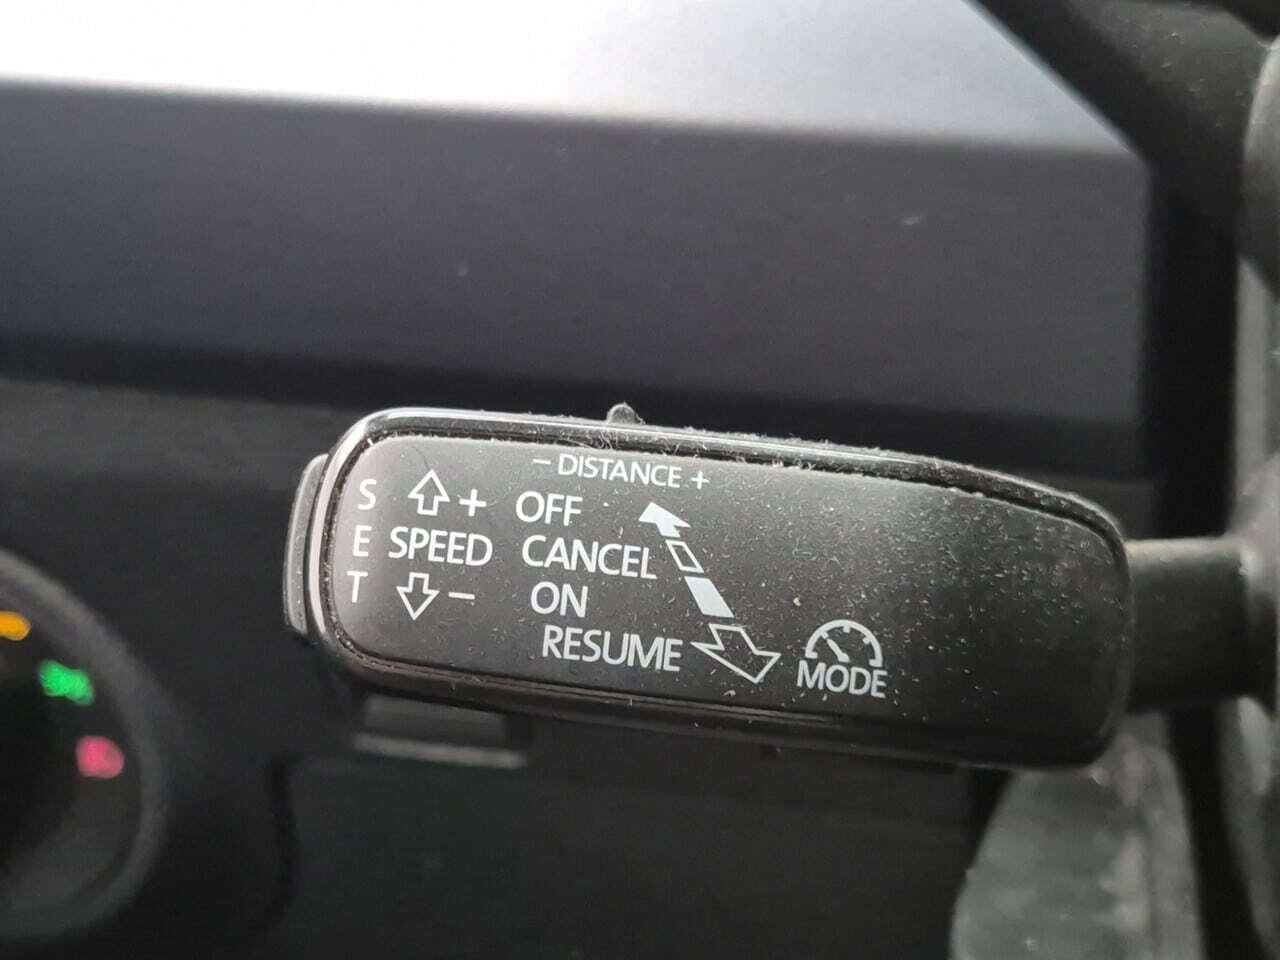 - DISTANCE +
S + OFF
E SPEED CANCEL
T - ON
RESUME
MODE